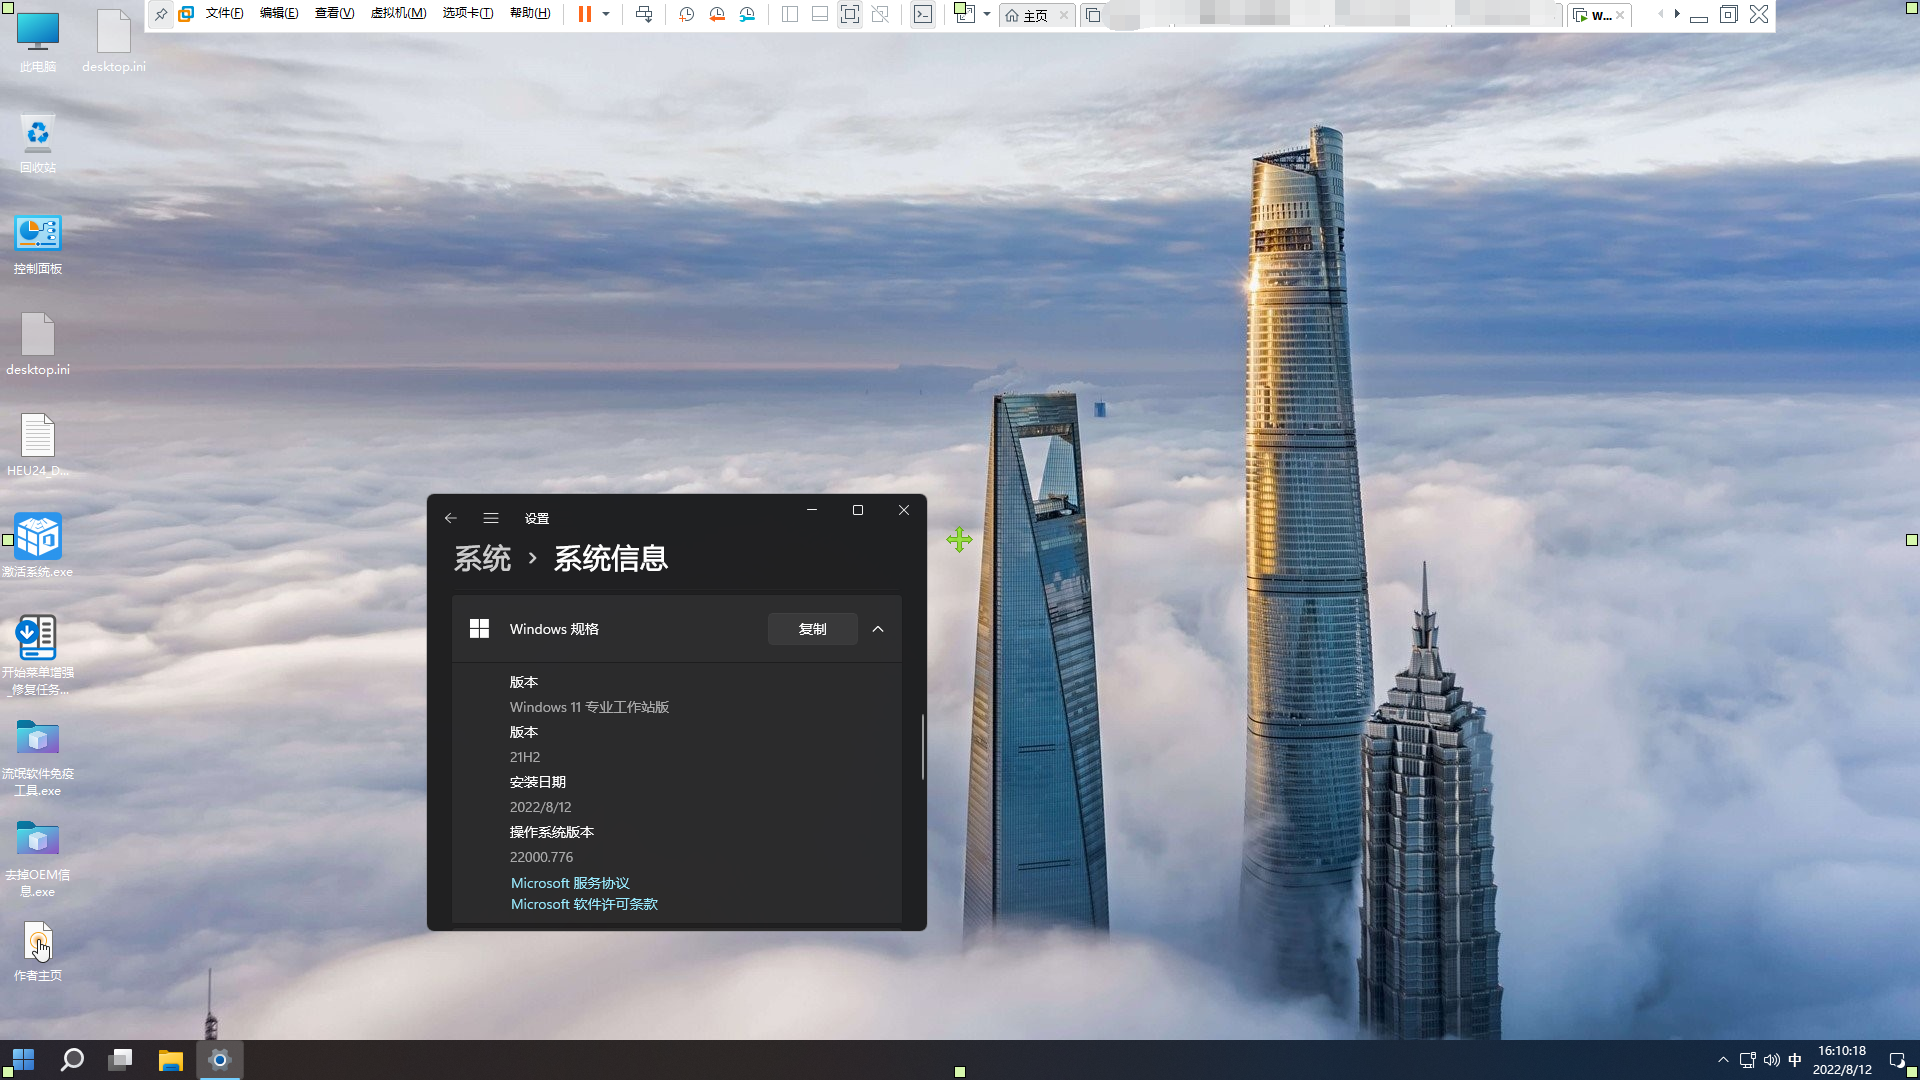 文件(F) 编辑(E) 查看(V) 虚拟机(M) 选项卡(T) 帮助(H)
主页
W...
此电脑
desktop.ini
回收站
控制面板
desktop.ini
HEU24_D...
激活系统.exe
开始菜单增强
_修复任务...
流氓软件免疫
工具.exe
去掉OEM信
息.exe
作者主页
设置
系统 › 系统信息
Windows 规格
复制
版本
Windows 11 专业工作站版
版本
21H2
安装日期
2022/8/12
操作系统版本
22000.776
Microsoft 服务协议
Microsoft 软件许可条款
中
16:10:18
2022/8/12